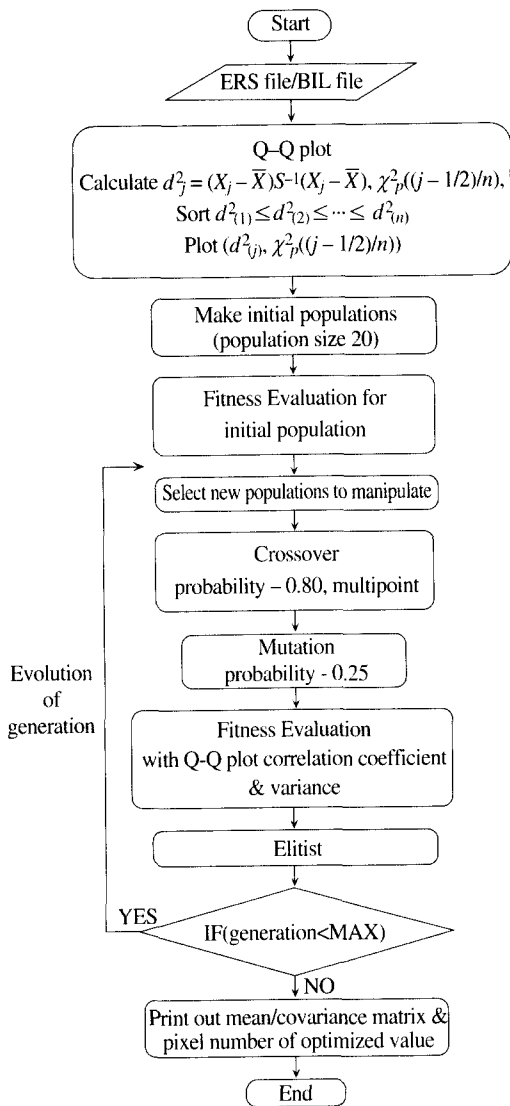 Start
ERS file/BIL file
Q–Q plot
Calculate d²ⱼ = (Xⱼ – X̅)S⁻¹(Xⱼ – X̅), χ²ₚ((j – 1/2)/n),
Sort d²₍₁₎ ≤ d²₍₂₎ ≤ ··· ≤ d²₍ₙ₎
Plot (d²₍ⱼ₎, χ²ₚ((j – 1/2)/n))
Make initial populations
(population size 20)
Fitness Evaluation for
initial population
Select new populations to manipulate
Crossover
probability – 0.80, multipoint
Mutation
probability - 0.25
Evolution
of
generation
Fitness Evaluation
with Q-Q plot correlation coefficient
& variance
Elitist
YES
IF(generation<MAX)
NO
Print out mean/covariance matrix &
pixel number of optimized value
End